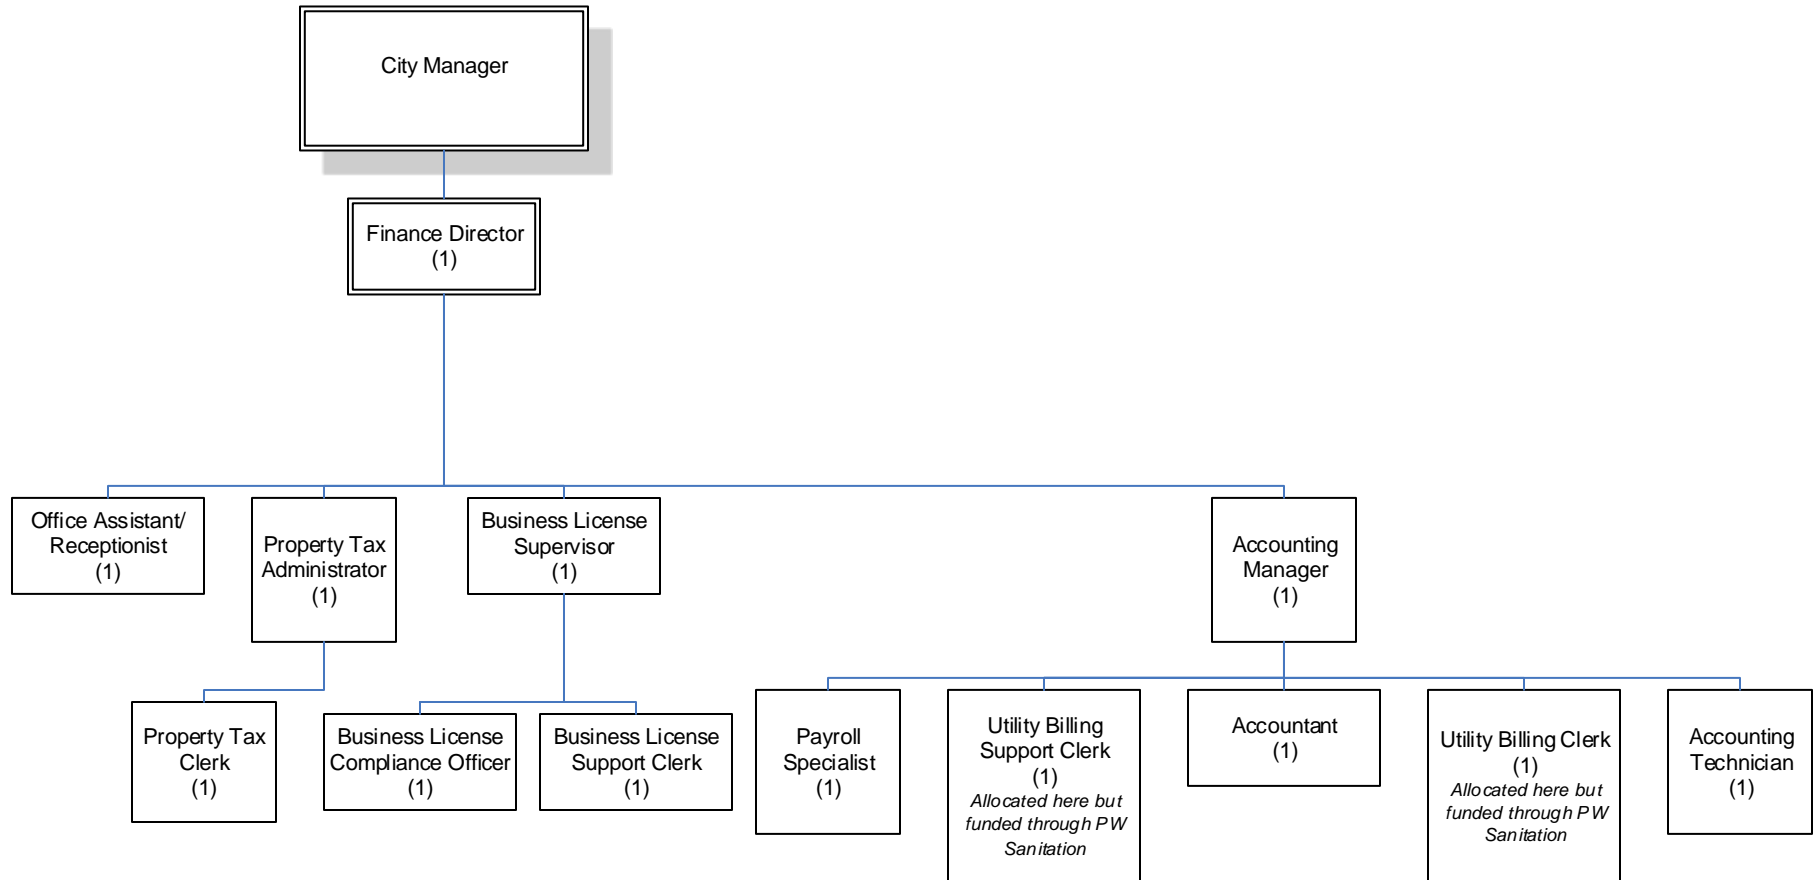 City Manager
Finance Director
(1)
Office Assistant/
Receptionist
(1)
Property Tax
Administrator
(1)
Business License
Supervisor
(1)
Accounting
Manager
(1)
Property Tax
Clerk
(1)
Business License
Compliance Officer
(1)
Business License
Support Clerk
(1)
Payroll
Specialist
(1)
Utility Billing
Support Clerk
(1)
Allocated here but
funded through PW
Sanitation
Accountant
(1)
Utility Billing Clerk
(1)
Allocated here but
funded through PW
Sanitation
Accounting
Technician
(1)